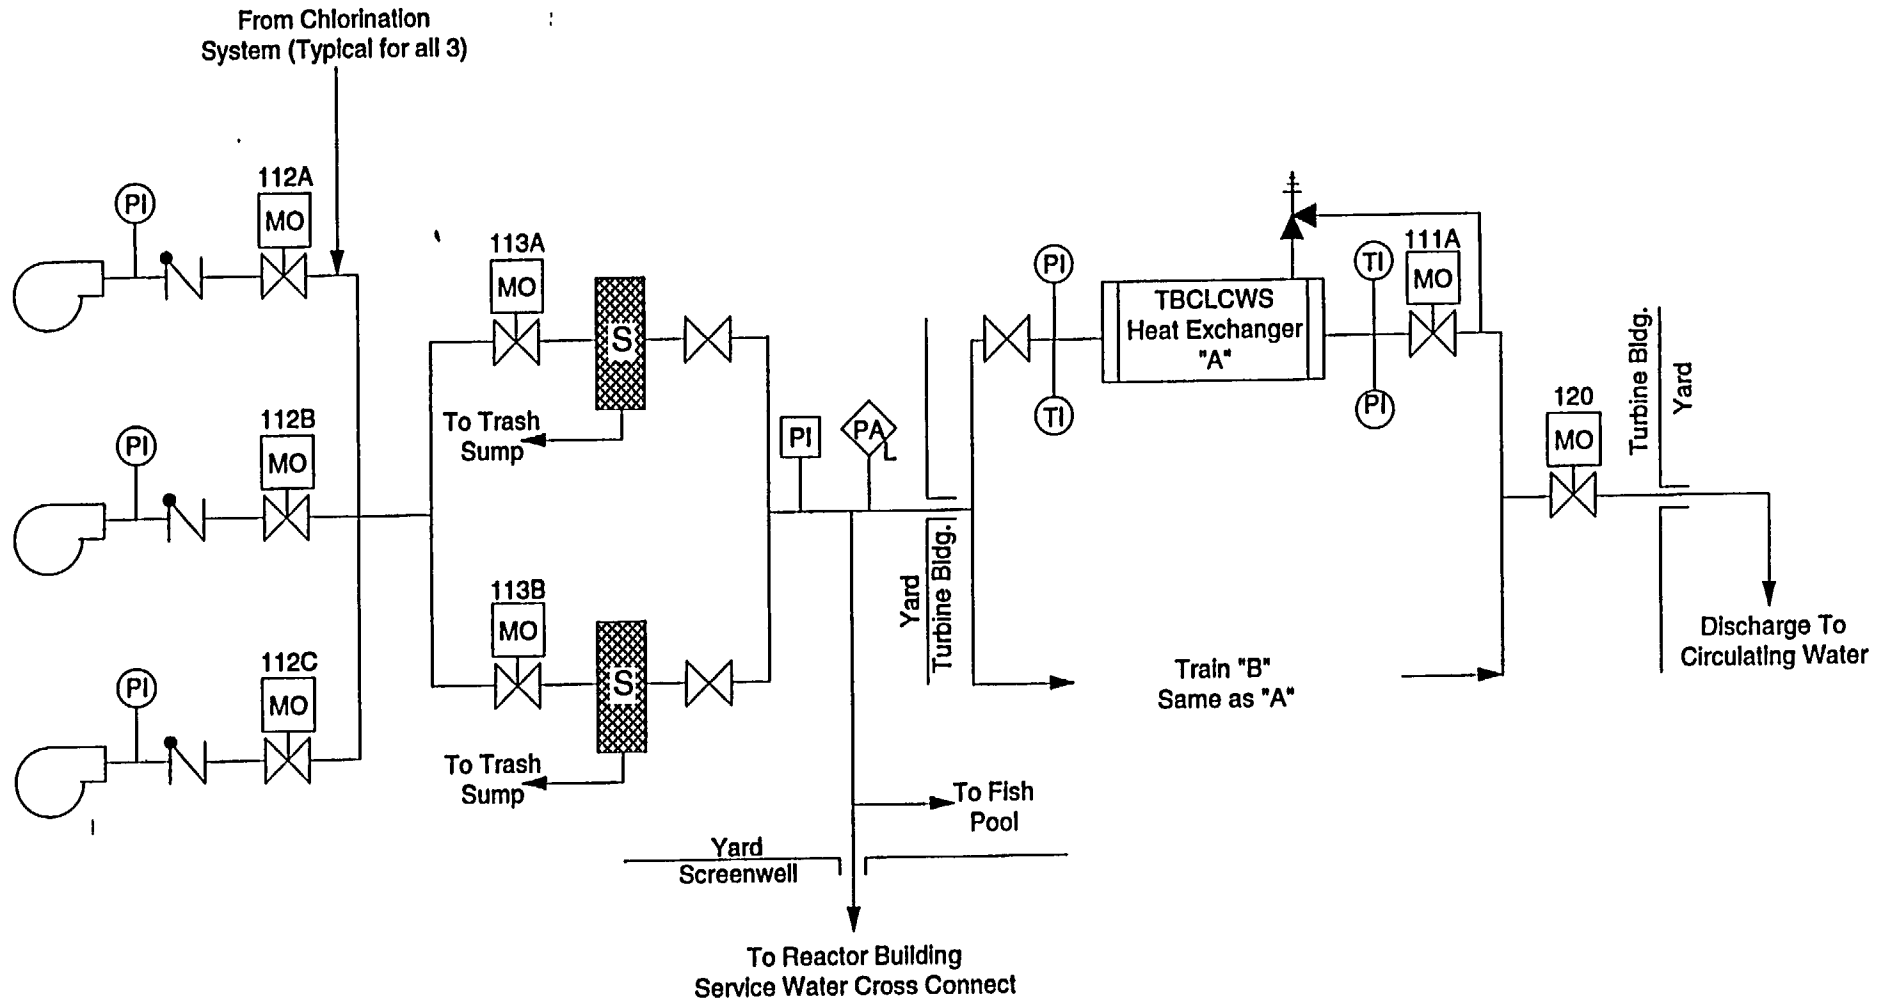 From Chlorination
System (Typical for all 3)
112A
PI
MO
113A
MO
S
To Trash
Sump
112B
PI
MO
113B
MO
S
To Trash
Sump
112C
PI
MO
PI
PA
L
Yard
Turbine Bldg.
PI
TI
TBCLCWS
Heat Exchanger
"A"
TI
PI
111A
MO
120
MO
Turbine Bldg.
Yard
Train "B"
Same as "A"
Discharge To
Circulating Water
To Fish
Pool
Yard
Screenwell
To Reactor Building
Service Water Cross Connect